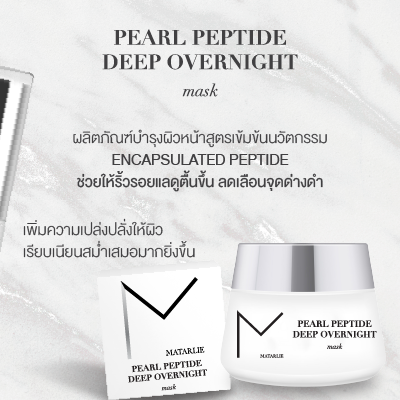 PEARL PEPTIDE
DEEP OVERNIGHT
mask
ผลิตภัณฑ์บำรุงผิวหน้าสูตรเข้มข้นนวัตกรรม
ENCAPSULATED PEPTIDE
ช่วยให้ริ้วรอยแลดูตื้นขึ้น ลดเลือนจุดด่างดำ
เพิ่มความเปล่งปลั่งให้ผิว
เรียบเนียนสม่ำเสมอมากยิ่งขึ้น
MATARLIE
PEARL PEPTIDE
DEEP OVERNIGHT
mask
MATARLIE
PEARL PEPTIDE
DEEP OVERNIGHT
mask